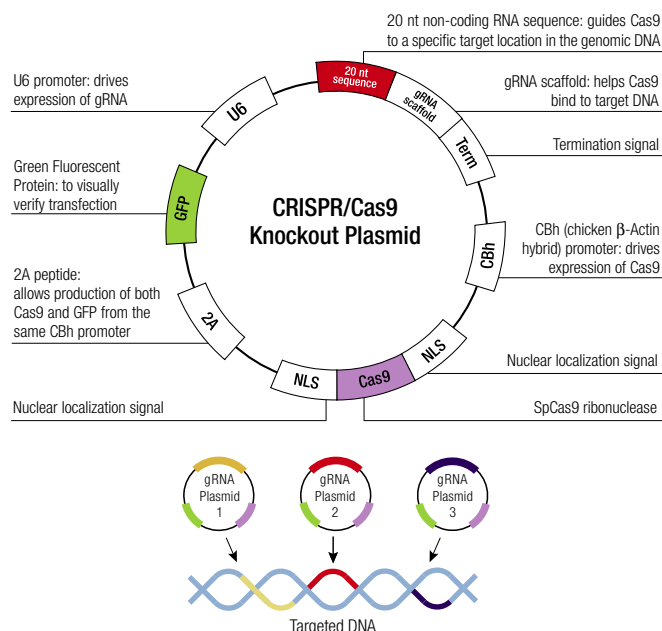 20 nt non-coding RNA sequence: guides Cas9
to a specific target location in the genomic DNA
U6 promoter: drives
expression of gRNA
gRNA scaffold: helps Cas9
bind to target DNA
Termination signal
Green Fluorescent
Protein: to visually
verify transfection
CBh (chicken β-Actin
hybrid) promoter: drives
expression of Cas9
2A peptide:
allows production of both
Cas9 and GFP from the
same CBh promoter
Nuclear localization signal
Nuclear localization signal
SpCas9 ribonuclease
CRISPR/Cas9
Knockout Plasmid
20 nt
sequence
gRNA
scaffold
Term
CBh
NLS
Cas9
NLS
2A
GFP
U6
gRNA
Plasmid
1
gRNA
Plasmid
2
gRNA
Plasmid
3
Targeted DNA